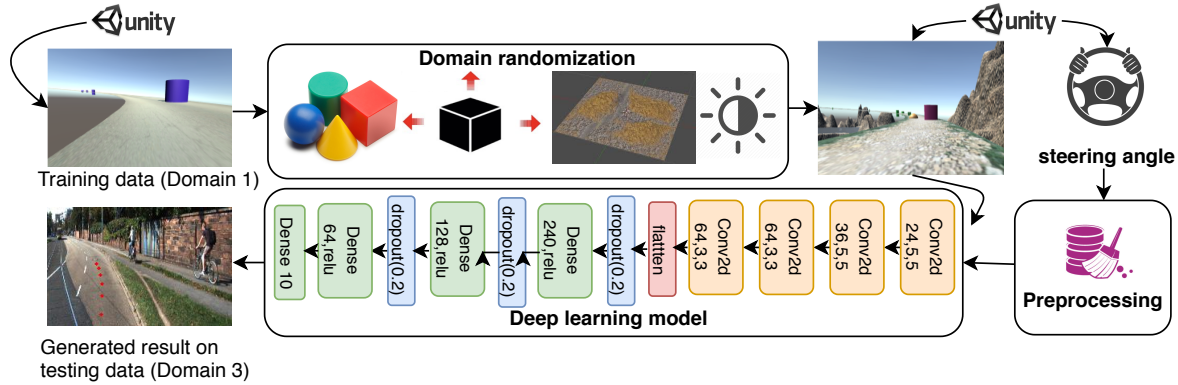 unity
unity
Domain randomization
Training data (Domain 1)
steering angle
Conv2d
24,5,5
Conv2d
36,5,5
Conv2d
64,3,3
Conv2d
64,3,3
flattten
dropout(0.2)
Dense
240,relu
dropout(0.2)
Dense
128,relu
dropout(0.2)
Dense
64,relu
Dense 10
Deep learning model
Preprocessing
Generated result on
testing data (Domain 3)